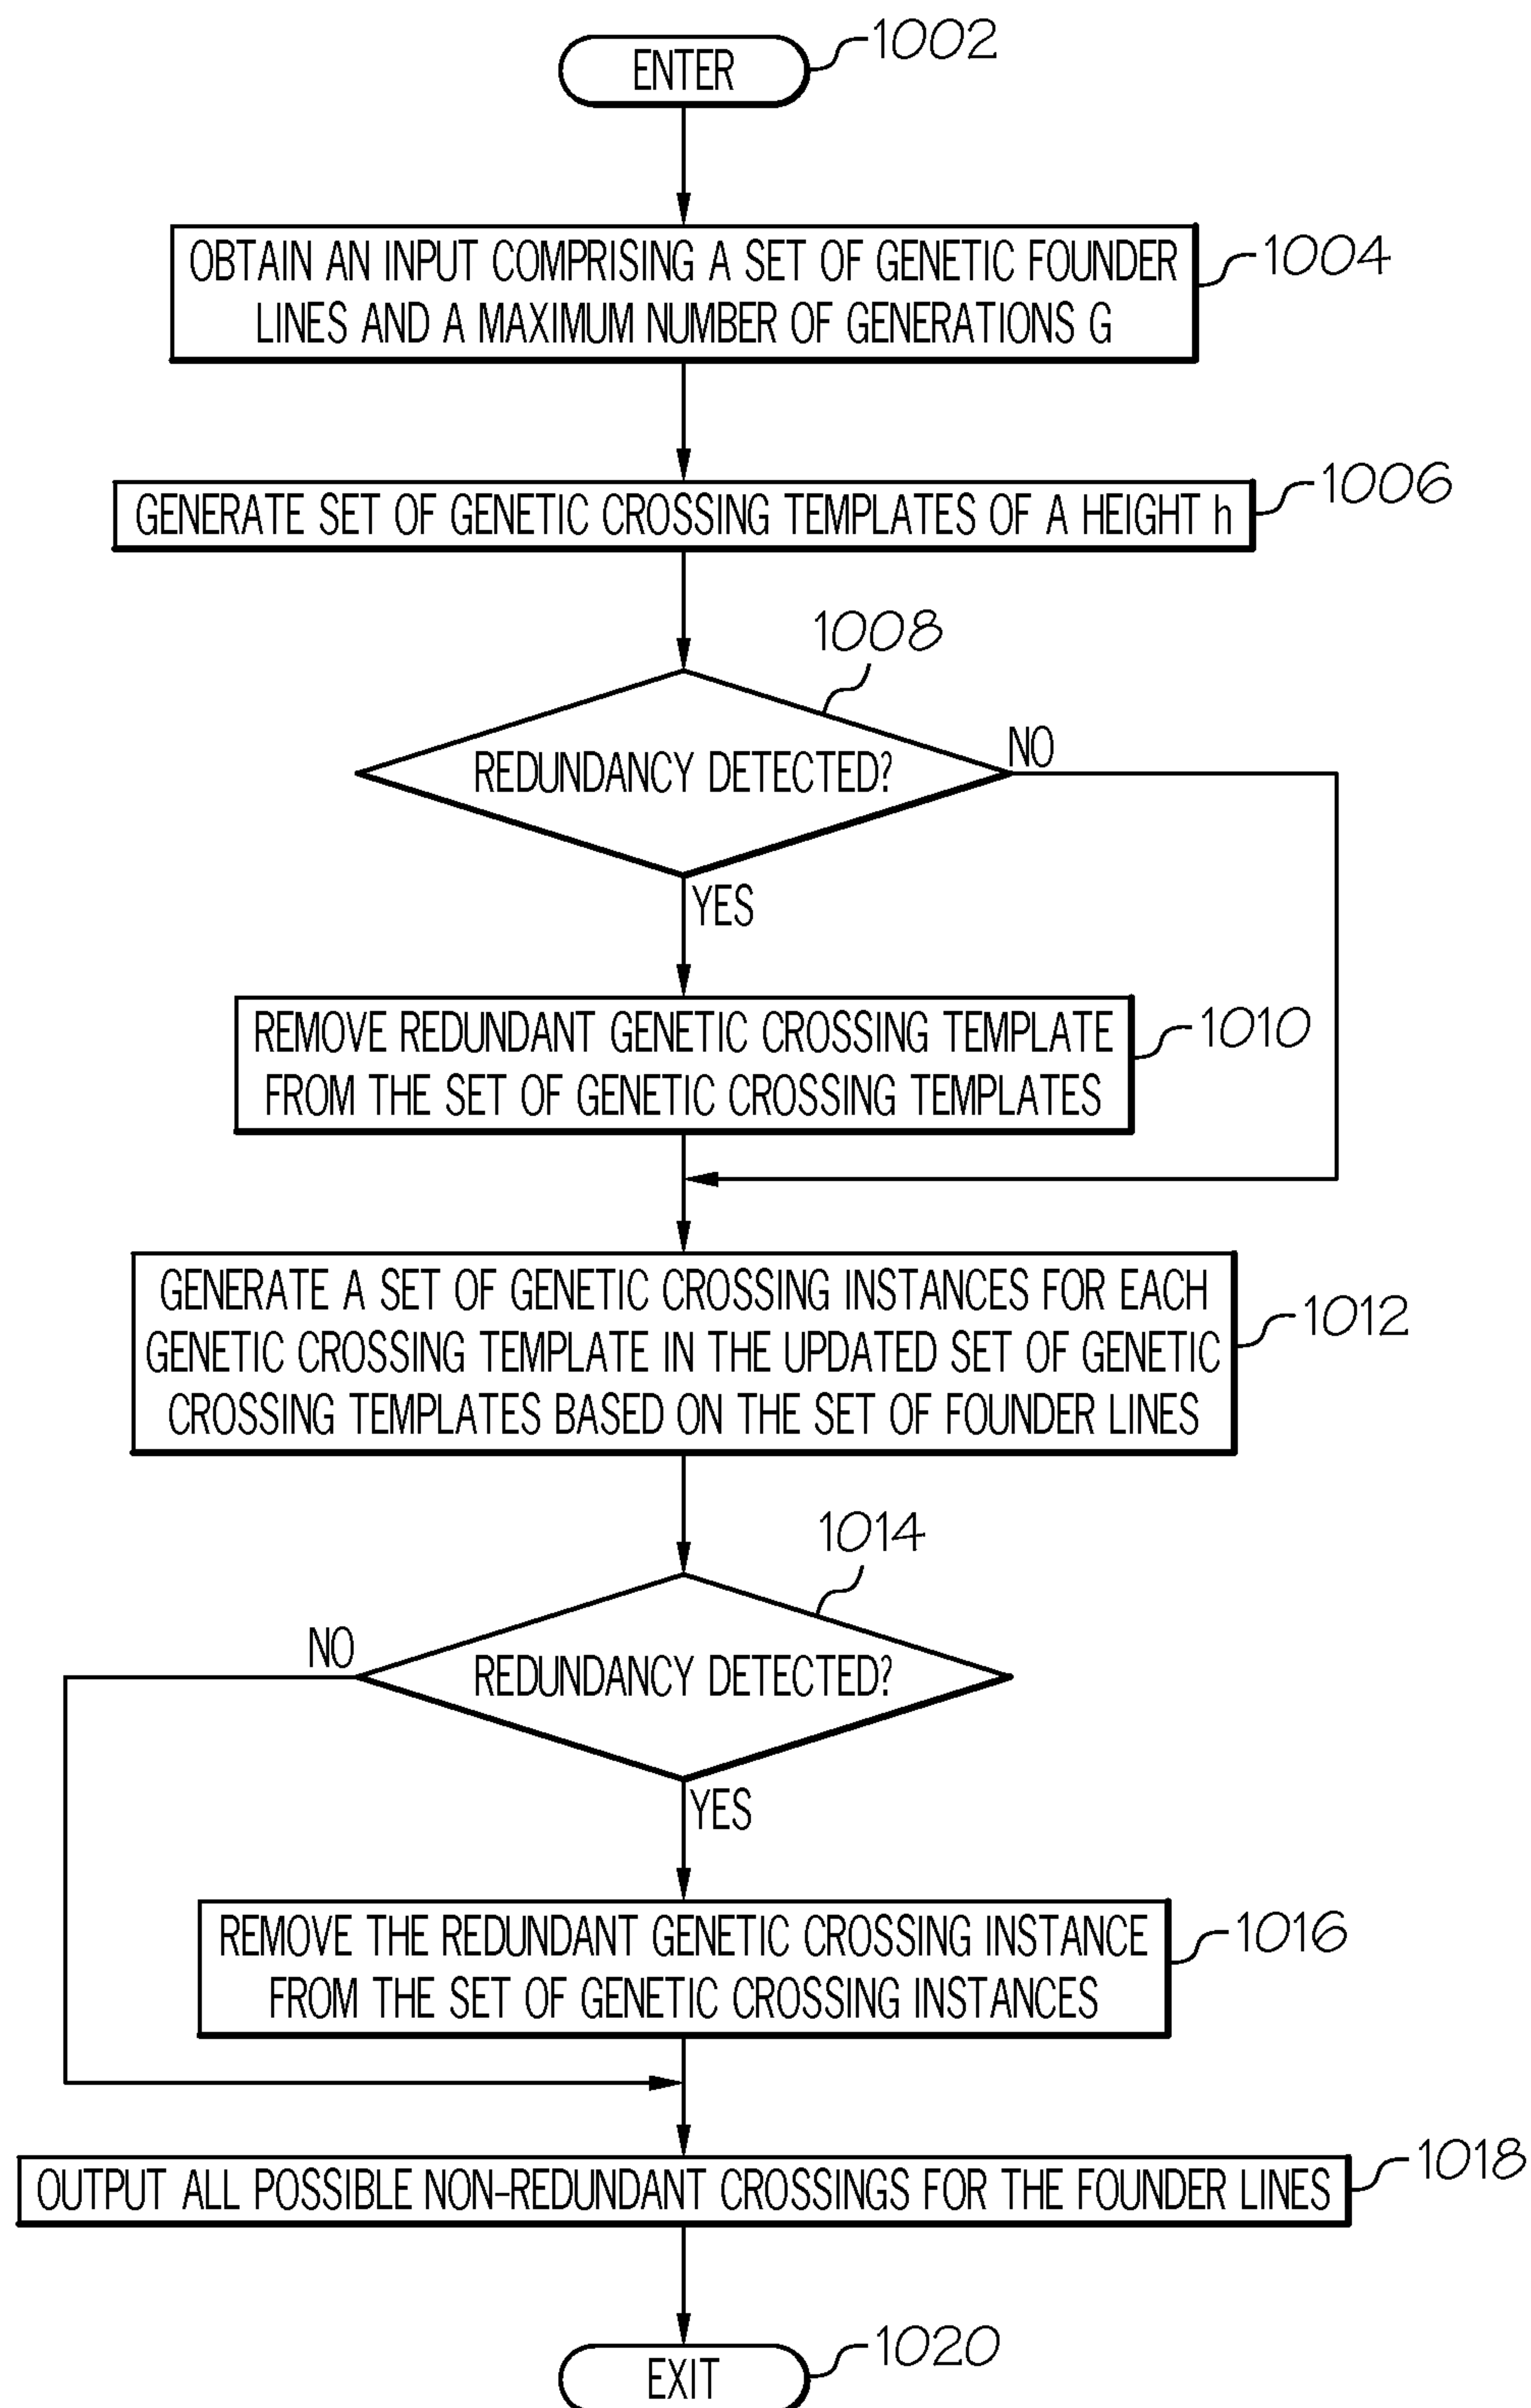 ENTER
1002
OBTAIN AN INPUT COMPRISING A SET OF GENETIC FOUNDER
LINES AND A MAXIMUM NUMBER OF GENERATIONS G
1004
GENERATE SET OF GENETIC CROSSING TEMPLATES OF A HEIGHT h
1006
1008
REDUNDANCY DETECTED?
NO
YES
REMOVE REDUNDANT GENETIC CROSSING TEMPLATE
FROM THE SET OF GENETIC CROSSING TEMPLATES
1010
GENERATE A SET OF GENETIC CROSSING INSTANCES FOR EACH
GENETIC CROSSING TEMPLATE IN THE UPDATED SET OF GENETIC
CROSSING TEMPLATES BASED ON THE SET OF FOUNDER LINES
1012
1014
NO
REDUNDANCY DETECTED?
YES
REMOVE THE REDUNDANT GENETIC CROSSING INSTANCE
FROM THE SET OF GENETIC CROSSING INSTANCES
1016
OUTPUT ALL POSSIBLE NON-REDUNDANT CROSSINGS FOR THE FOUNDER LINES
1018
EXIT
1020